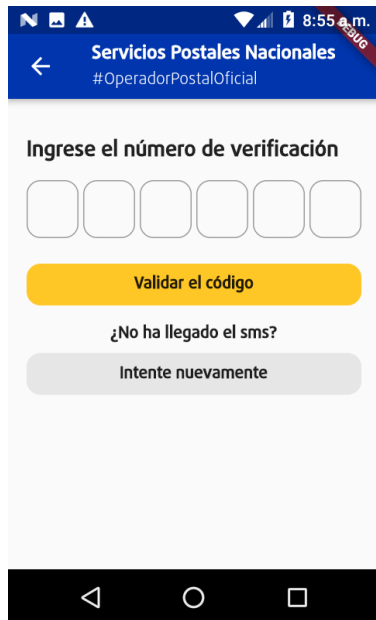 8:55 a.m.
DEBUG
Servicios Postales Nacionales
#OperadorPostalOficial
Ingrese el número de verificación
Validar el código
¿No ha llegado el sms?
Intente nuevamente